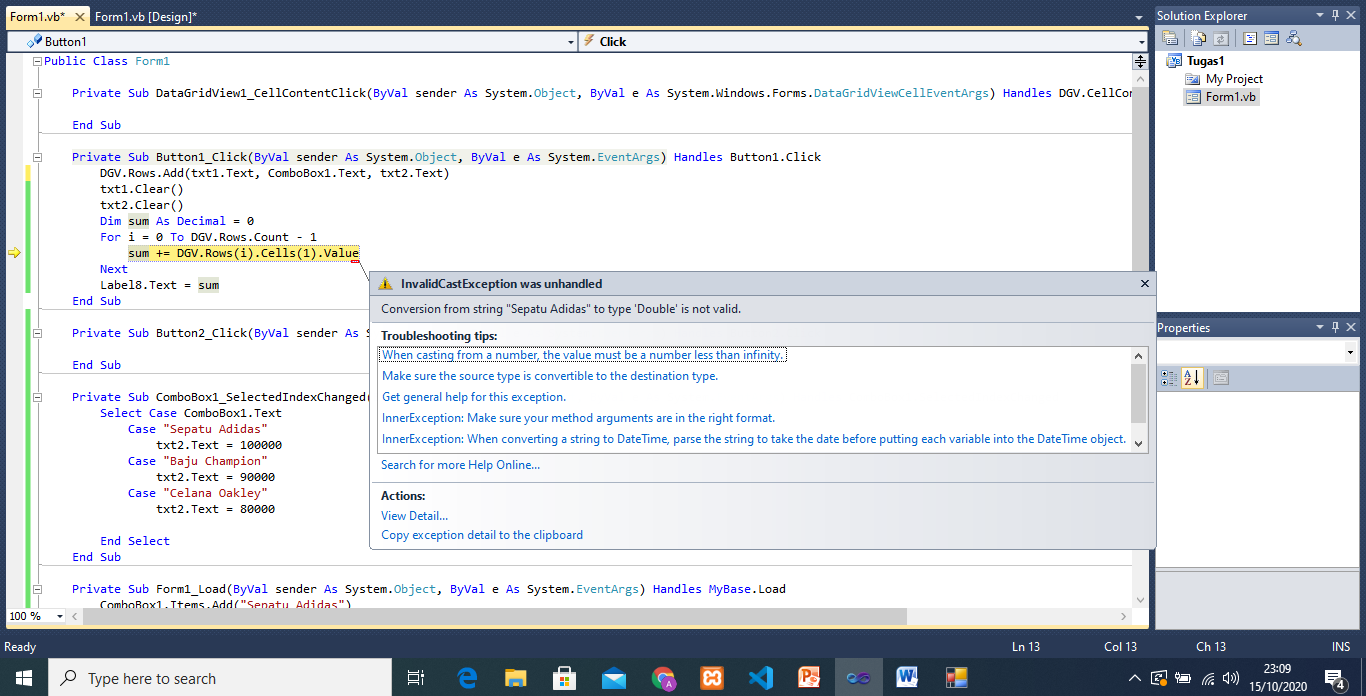 Form1.vb* Form1.vb [Design]*
Button1 Click
Public Class Form1
Private Sub DataGridView1_CellContentClick(ByVal sender As System.Object, ByVal e As System.Windows.Forms.DataGridViewCellEventArgs) Handles DGV.CellCon
End Sub
Private Sub Button1_Click(ByVal sender As System.Object, ByVal e As System.EventArgs) Handles Button1.Click
DGV.Rows.Add(txt1.Text, ComboBox1.Text, txt2.Text)
txt1.Clear()
txt2.Clear()
Dim sum As Decimal = 0
For i = 0 To DGV.Rows.Count - 1
sum += DGV.Rows(i).Cells(1).Value
Next
Label8.Text = sum
End Sub
Private Sub Button2_Click(ByVal sender As S
End Sub
Private Sub ComboBox1_SelectedIndexChanged(
Select Case ComboBox1.Text
Case "Sepatu Adidas"
txt2.Text = 100000
Case "Baju Champion"
txt2.Text = 90000
Case "Celana Oakley"
txt2.Text = 80000
End Select
End Sub
Private Sub Form1_Load(ByVal sender As System.Object, ByVal e As System.EventArgs) Handles MyBase.Load
ComboBox1.Items.Add("Sepatu Adidas")
100 %
InvalidCastException was unhandled
Conversion from string "Sepatu Adidas" to type 'Double' is not valid.
Troubleshooting tips:
When casting from a number, the value must be a number less than infinity.
Make sure the source type is convertible to the destination type.
Get general help for this exception.
InnerException: Make sure your method arguments are in the right format.
InnerException: When converting a string to DateTime, parse the string to take the date before putting each variable into the DateTime object.
Search for more Help Online...
Actions:
View Detail...
Copy exception detail to the clipboard
Solution Explorer
Tugas1
My Project
Form1.vb
Properties
Ready Ln 13 Col 13 Ch 13 INS
Type here to search
23:09
15/10/2020
4